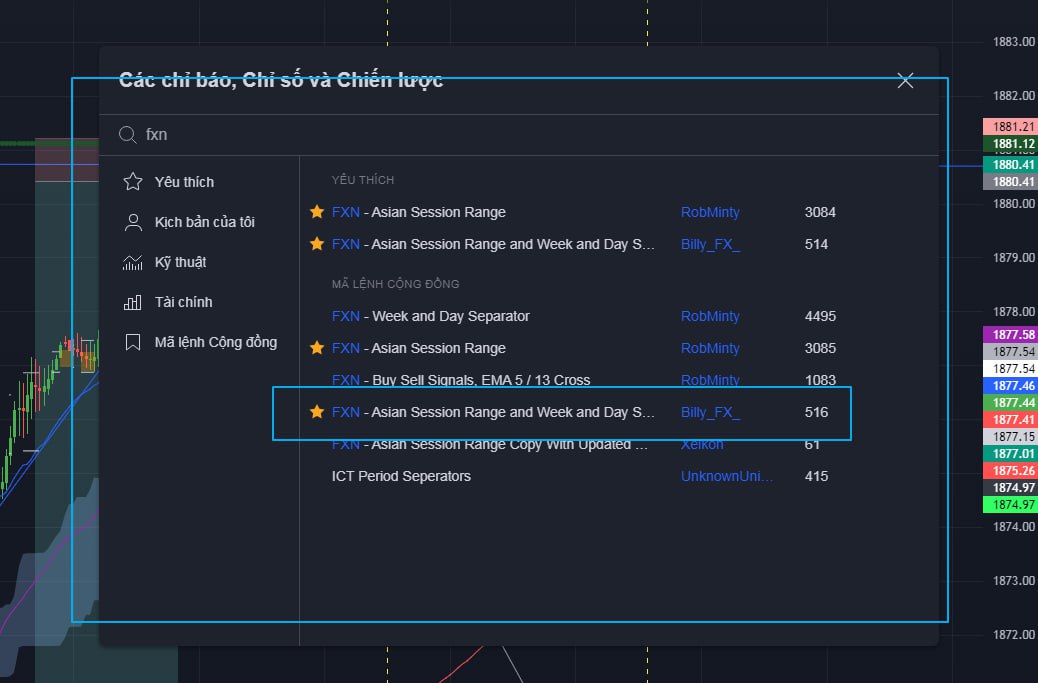 Các chỉ báo, Chỉ số và Chiến lược
fxn
Yêu thích
Kịch bản của tôi
Kỹ thuật
Tài chính
Mã lệnh Cộng đồng
YÊU THÍCH
FXN - Asian Session Range RobMinty 3084
FXN - Asian Session Range and Week and Day S... Billy_FX_ 514
MÃ LỆNH CỘNG ĐỒNG
FXN - Week and Day Separator RobMinty 4495
FXN - Asian Session Range RobMinty 3085
FXN - Buy Sell Signals, EMA 5 / 13 Cross RobMinty 1083
FXN - Asian Session Range and Week and Day S... Billy_FX_ 516
FXN - Asian Session Range Copy With Updated ... Xeikon 61
ICT Period Seperators UnknownUni... 415
1883.00
1882.00
1881.21
1881.12
1880.41
1880.41
1880.00
1879.00
1878.00
1877.58
1877.54
1877.54
1877.46
1877.44
1877.41
1877.15
1877.01
1875.26
1874.97
1874.97
1874.00
1873.00
1872.00